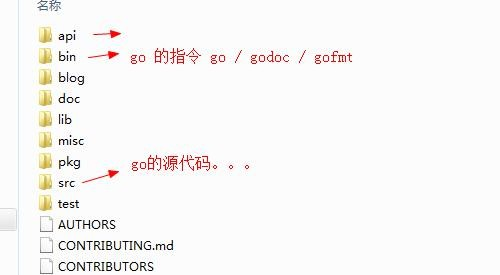 名称
api
bin go 的指令 go / godoc / gofmt
blog
doc
lib
misc
pkg
src go的源代码。。。
test
AUTHORS
CONTRIBUTING.md
CONTRIBUTORS